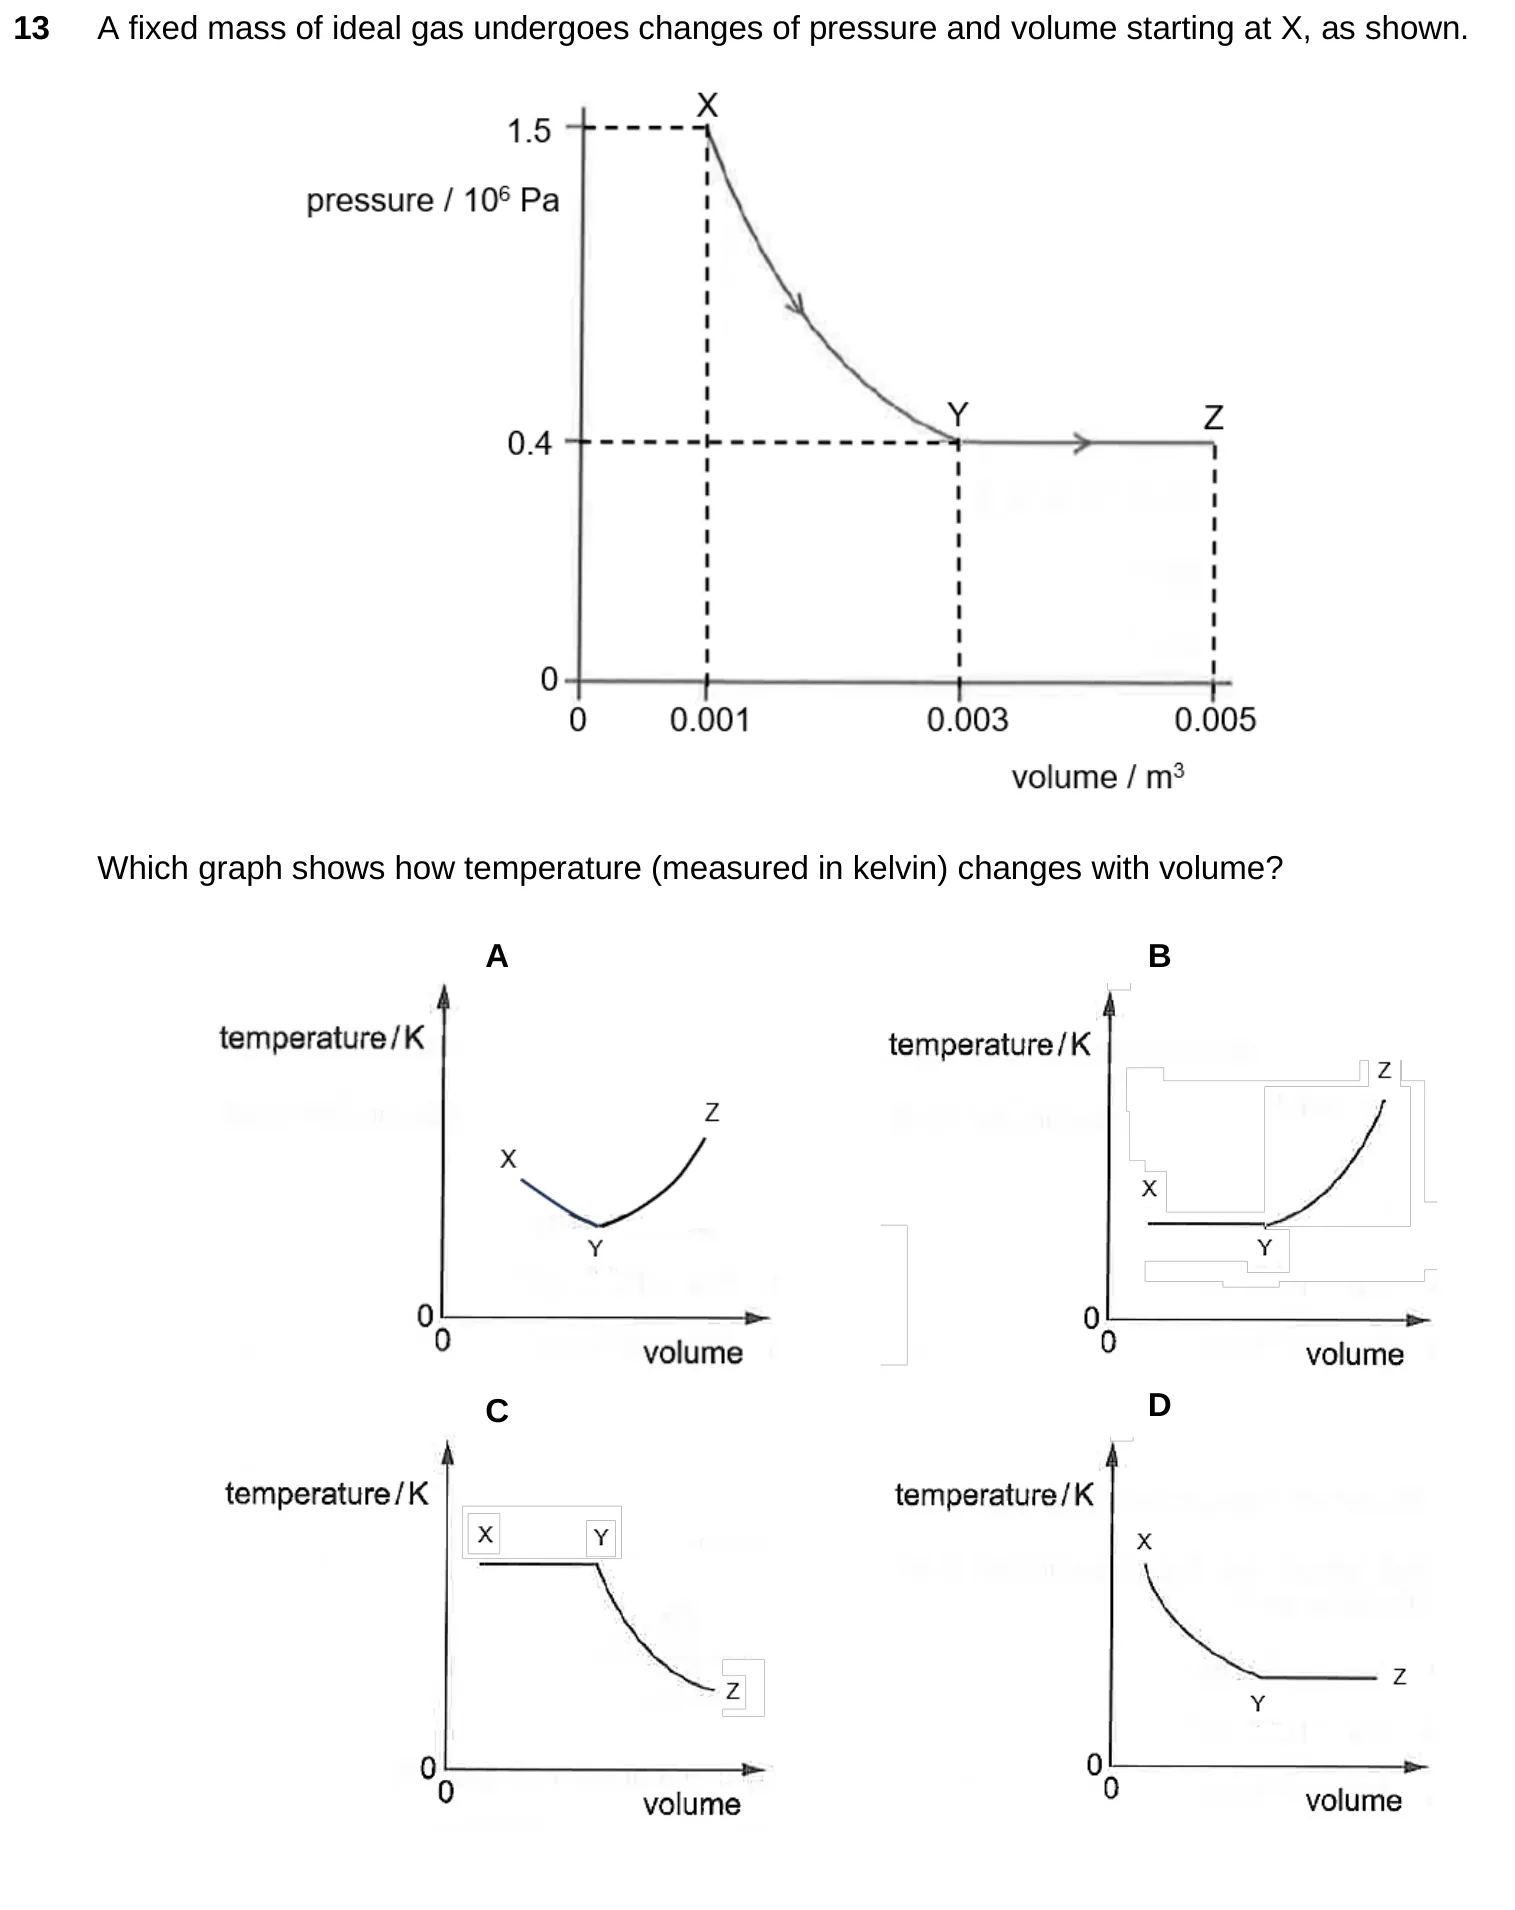 13 A fixed mass of ideal gas undergoes changes of pressure and volume starting at X, as shown.
X
1.5
pressure / 10⁶ Pa
Y
Z
0.4
0
0 0.001 0.003 0.005
volume / m³
Which graph shows how temperature (measured in kelvin) changes with volume?
A
temperature/K
X
Z
Y
0
0
volume
B
temperature/K
Z
X
Y
0
0
volume
C
temperature/K
X Y
Z
0
0
volume
D
temperature/K
X
Z
Y
0
0
volume